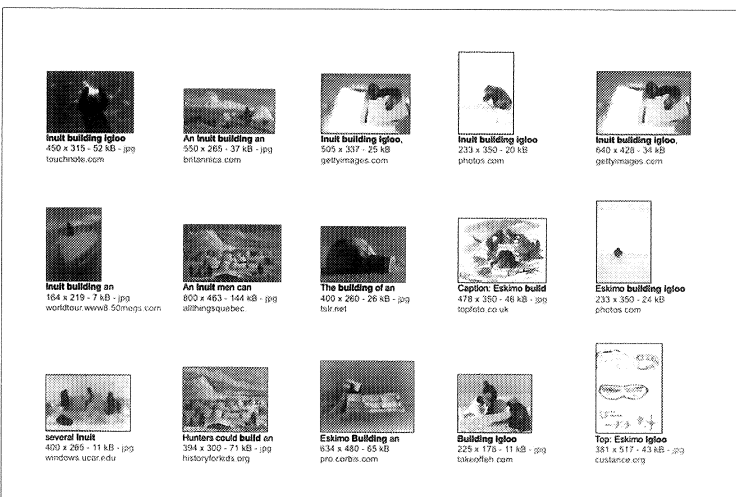 Inuit building igloo
450 x 315 - 52 kB - jpg
touchnote.com
An Inuit building an
550 x 265 - 37 kB - jpg
britannica.com
Inuit building igloo,
505 x 337 - 25 kB
gettyimages.com
Inuit building igloo
233 x 350 - 20 kB
photos.com
Inuit building igloo,
640 x 428 - 34 kB
gettyimages.com
Inuit building an
164 x 219 - 7 kB - jpg
worldtour.www8.50megs.com
An Inuit men can
800 x 463 - 144 kB - jpg
allthingsquebec.
The building of an
400 x 260 - 26 kB - jpg
tslr.net
Caption: Eskimo build
478 x 350 - 46 kB - jpg
topfoto.co.uk
Eskimo building igloo
233 x 350 - 24 kB
photos.com
several Inuit
400 x 265 - 11 kB - jpg
windows.ucar.edu
Hunters could build an
394 x 300 - 71 kB - jpg
historyforkids.org
Eskimo Building an
634 x 480 - 65 kB
pro.corbis.com
Building Igloo
225 x 175 - 11 kB - jpg
takeoffeh.com
Top: Eskimo Igloo
381 x 517 - 43 kB - jpg
custance.org